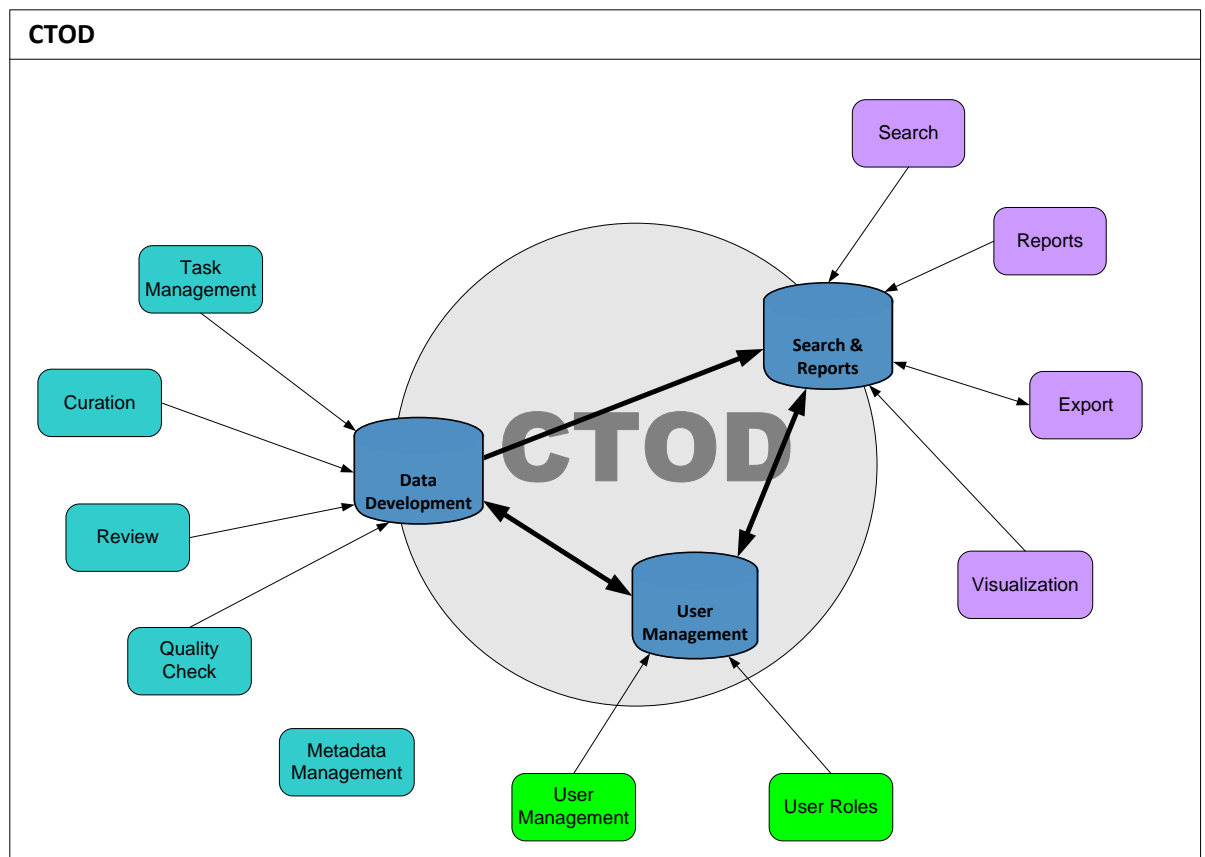 CTOD
Search
Reports
Task
Management
Search &
Reports
Curation
Export
CTOD
Data
Development
Review
Visualization
User
Management
Quality
Check
Metadata
Management
User
Management
User Roles